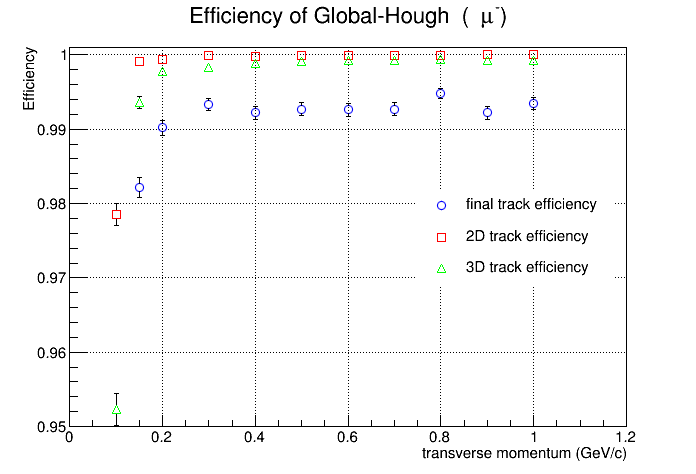 Efficiency of Global-Hough ( μ⁻)
Efficiency
1
0.99
0.98
0.97
0.96
0.95
final track efficiency
2D track efficiency
3D track efficiency
0 0.2 0.4 0.6 0.8 1 1.2
transverse momentum (GeV/c)